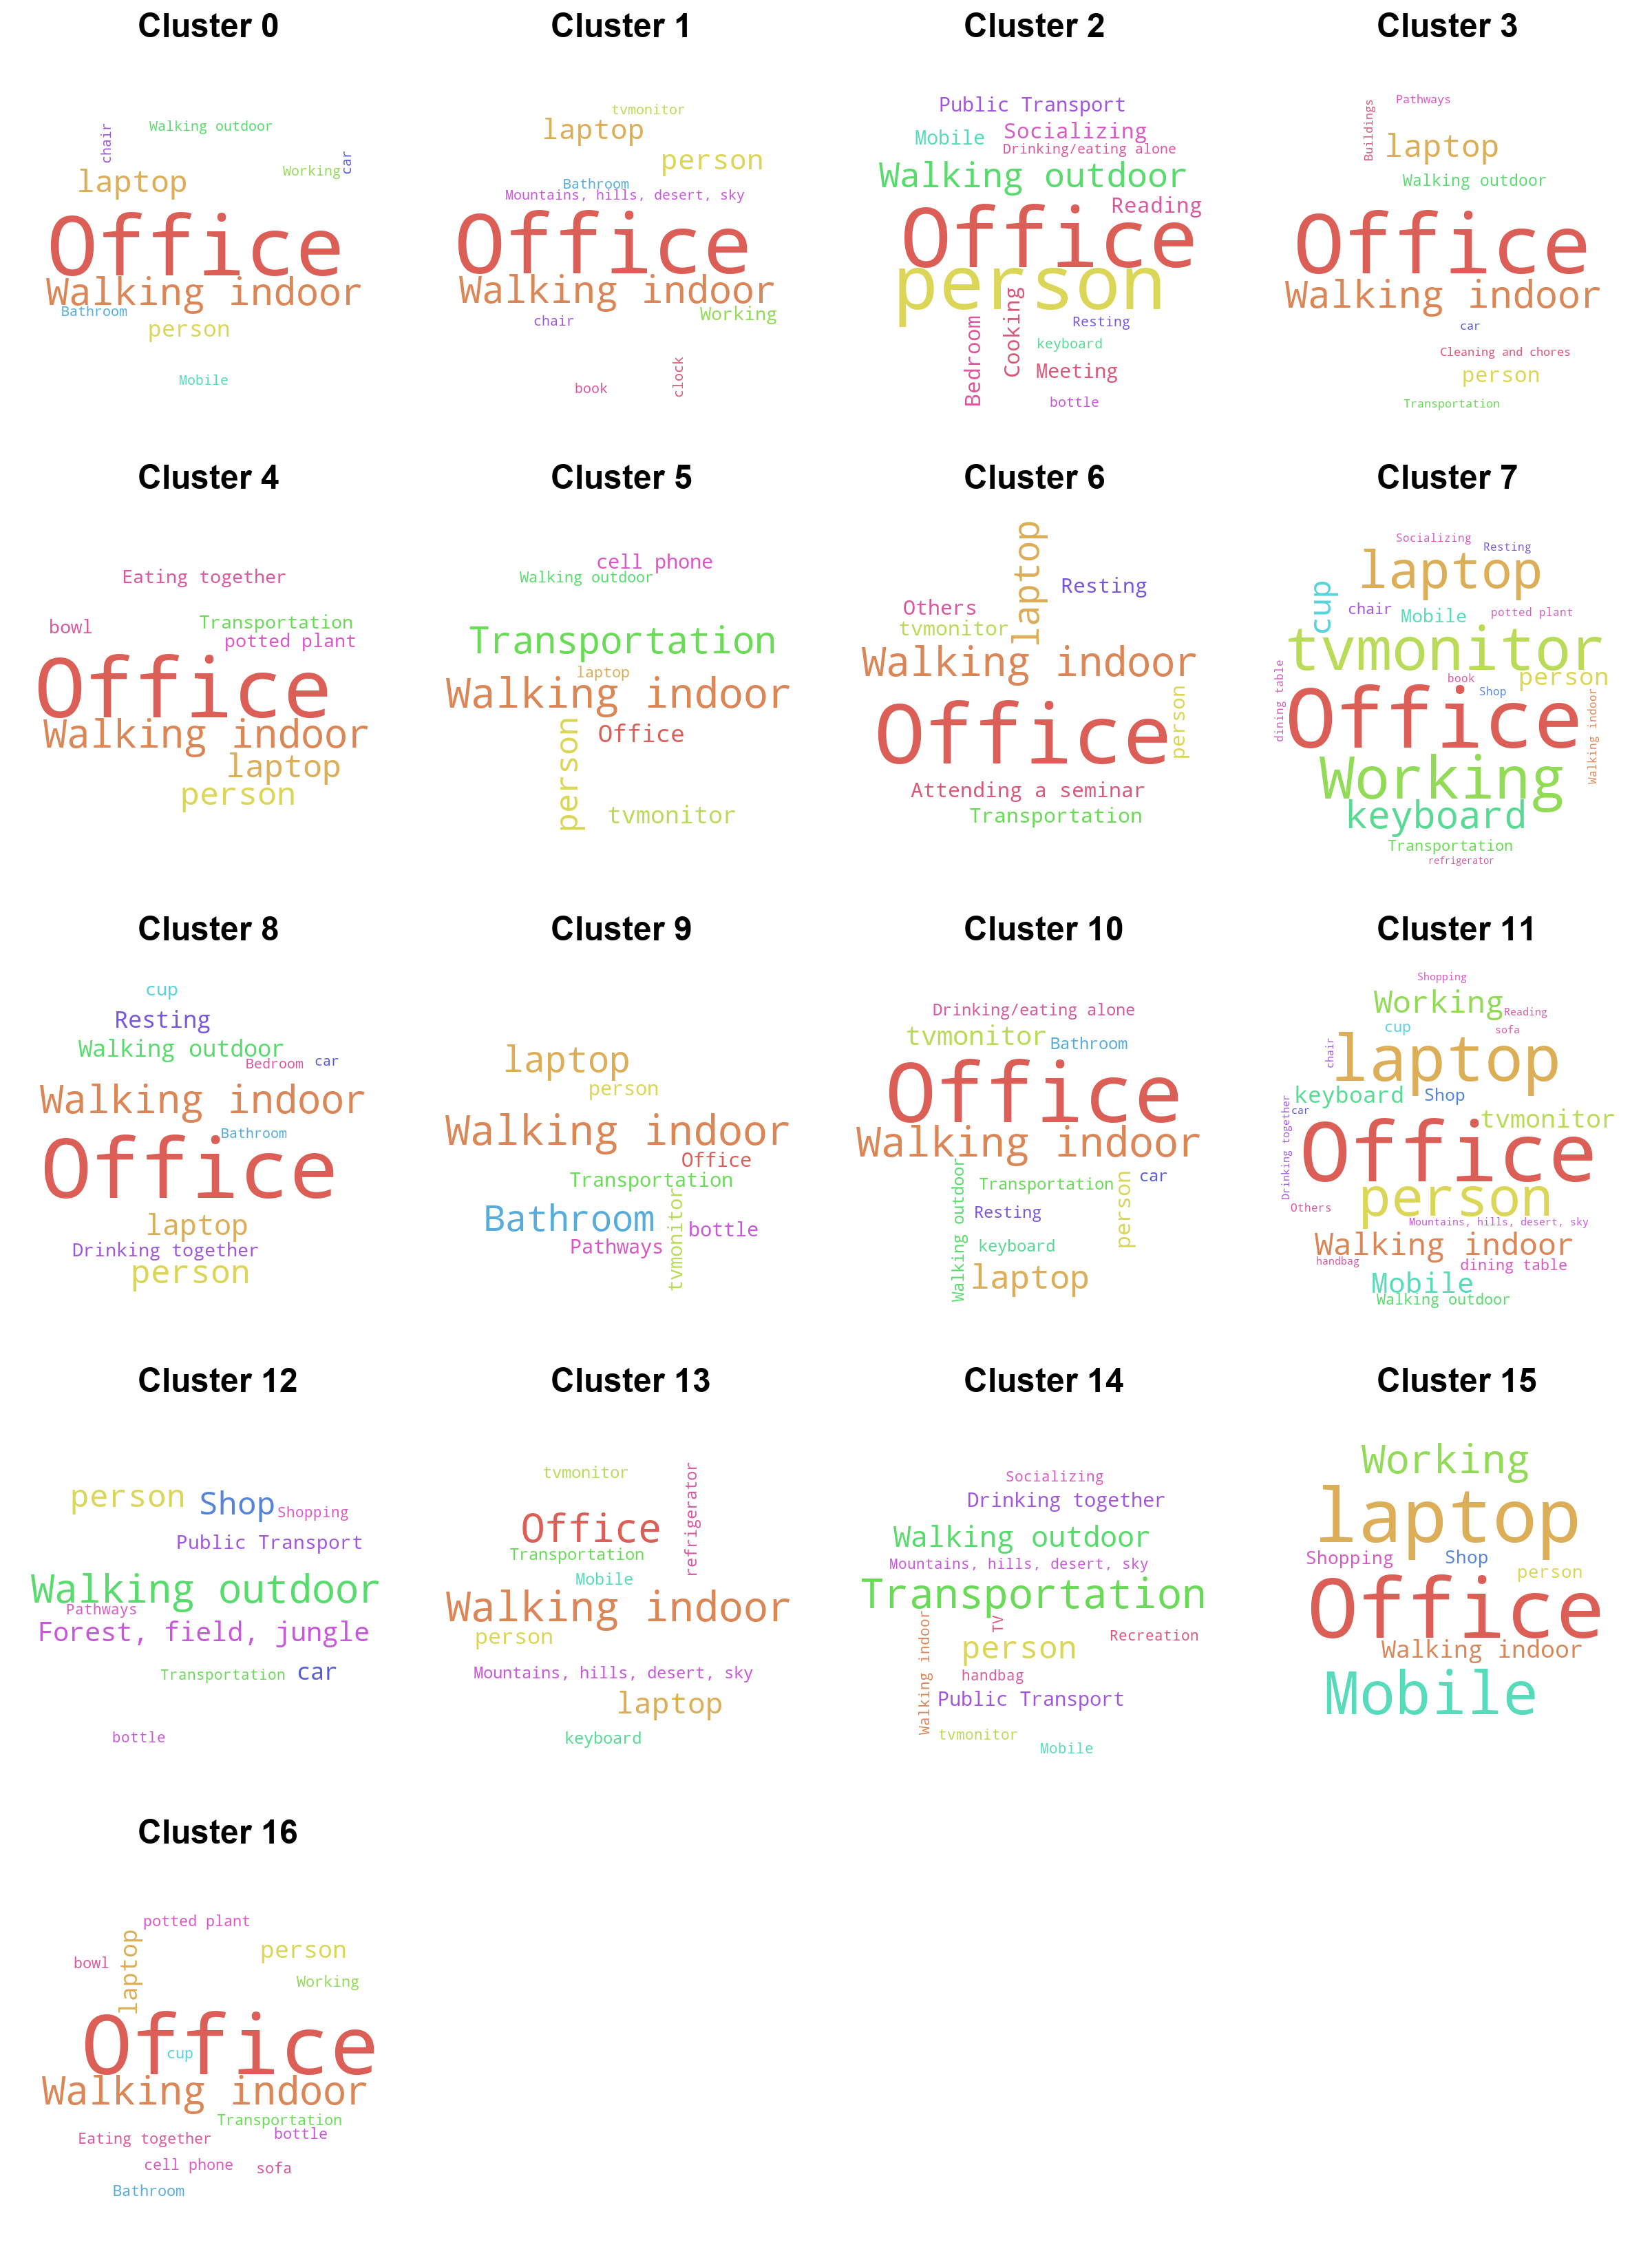 Cluster 0
Walking outdoor
chair
car
Working
laptop
Office
Walking indoor
Bathroom
person
Mobile
Cluster 1
tvmonitor
laptop
person
Bathroom
Mountains, hills, desert, sky
Office
Walking indoor
Working
chair
clock
book
Cluster 2
Public Transport
Socializing
Mobile
Drinking/eating alone
Walking outdoor
Reading
Office
person
Cooking
Bedroom
Resting
keyboard
Meeting
bottle
Cluster 3
Pathways
Buildings
laptop
Walking outdoor
Office
Walking indoor
car
Cleaning and chores
person
Transportation
Cluster 4
Eating together
bowl
Transportation
potted plant
Office
Walking indoor
laptop
person
Cluster 5
cell phone
Walking outdoor
Transportation
laptop
Walking indoor
person
Office
tvmonitor
Cluster 6
laptop
Resting
Others
tvmonitor
Walking indoor
person
Office
Attending a seminar
Transportation
Cluster 7
Socializing
Resting
laptop
cup
chair
Mobile
potted plant
tvmonitor
dining table
book
person
Shop
Office
Walking indoor
Working
keyboard
Transportation
refrigerator
Cluster 8
cup
Resting
Walking outdoor
Bedroom
car
Walking indoor
Bathroom
Office
laptop
Drinking together
person
Cluster 9
laptop
person
Walking indoor
Office
Transportation
Bathroom
tvmonitor
bottle
Pathways
Cluster 10
Drinking/eating alone
tvmonitor
Bathroom
Office
Walking indoor
Walking outdoor
Transportation
person
car
Resting
keyboard
laptop
Cluster 11
Shopping
Working
Reading
cup
sofa
chair
laptop
keyboard
Shop
Drinking together
car
tvmonitor
Office
person
Others
Mountains, hills, desert, sky
Walking indoor
handbag
dining table
Mobile
Walking outdoor
Cluster 12
person
Shop
Shopping
Public Transport
Walking outdoor
Pathways
Forest, field, jungle
Transportation
car
bottle
Cluster 13
tvmonitor
refrigerator
Office
Transportation
Mobile
Walking indoor
person
Mountains, hills, desert, sky
laptop
keyboard
Cluster 14
Socializing
Drinking together
Walking outdoor
Mountains, hills, desert, sky
Transportation
Walking indoor
TV
Recreation
person
handbag
Public Transport
tvmonitor
Mobile
Cluster 15
Working
laptop
Shopping
Shop
person
Office
Walking indoor
Mobile
Cluster 16
potted plant
laptop
person
bowl
Working
Office
cup
Walking indoor
Transportation
bottle
Eating together
cell phone
sofa
Bathroom